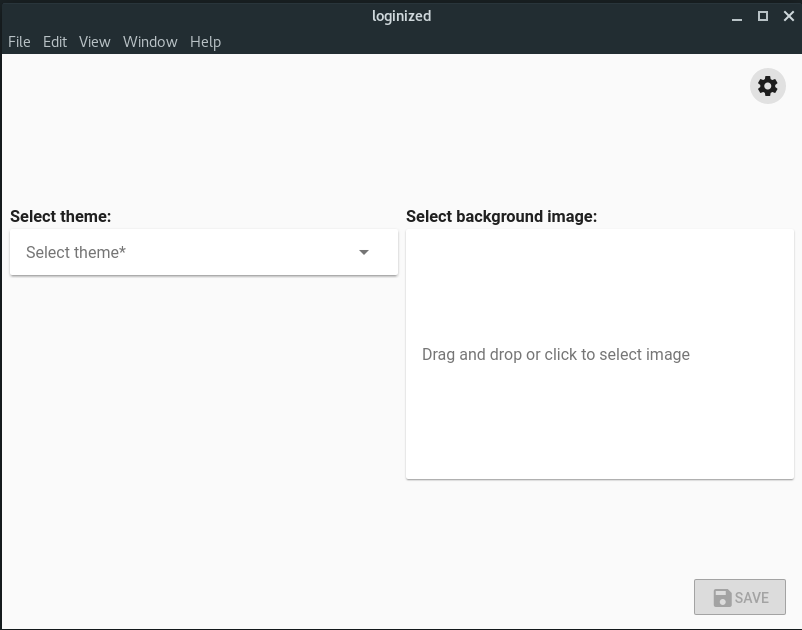 loginized
File Edit View Window Help
Select theme:
Select theme*
Select background image:
Drag and drop or click to select image
SAVE